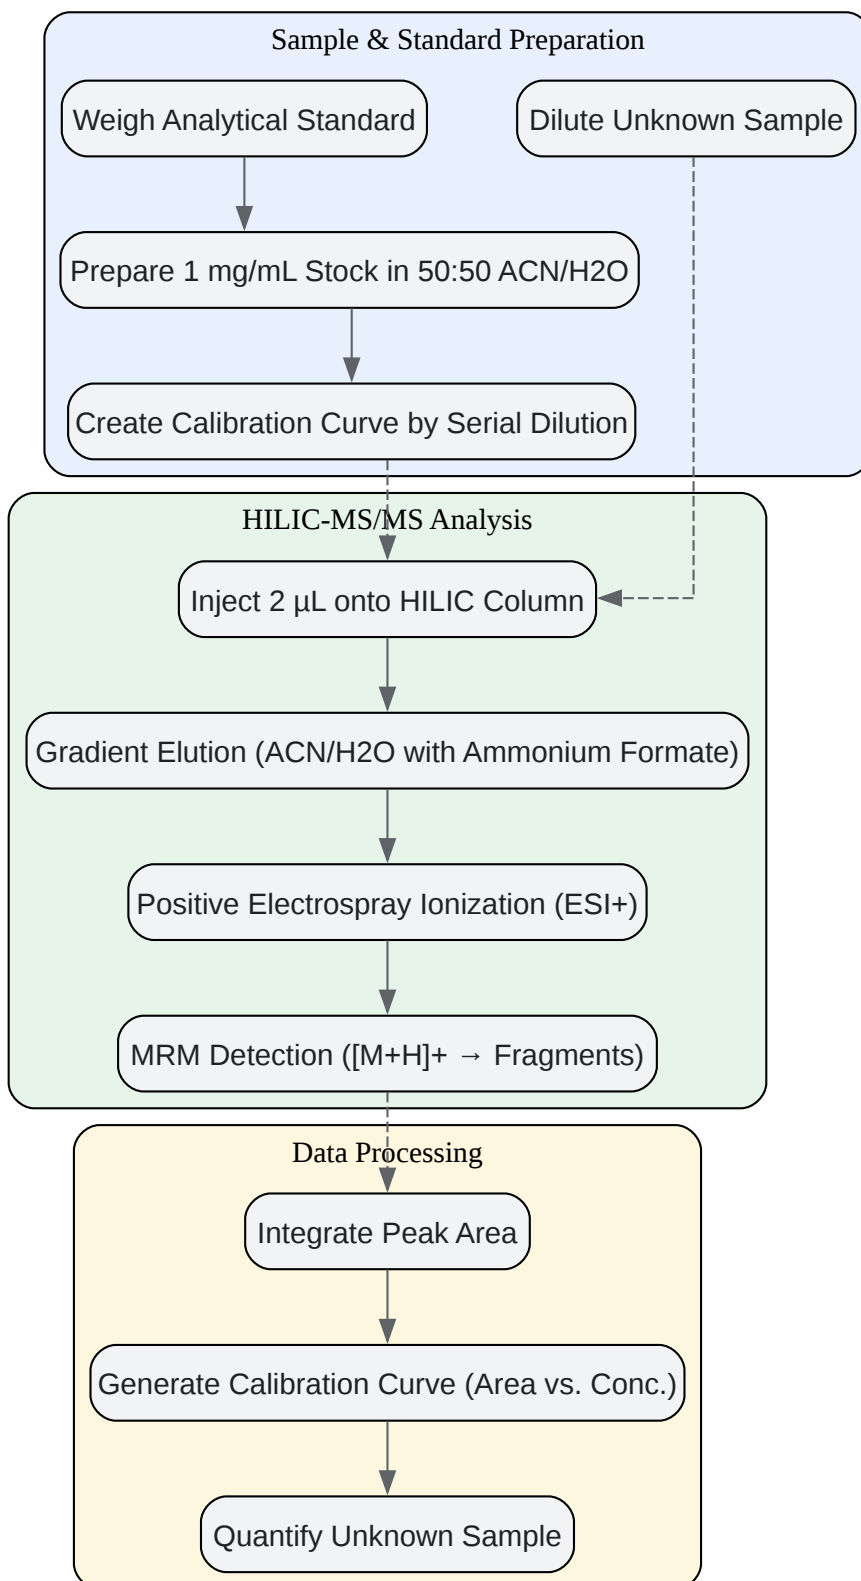 Sample & Standard Preparation
Weigh Analytical Standard
Dilute Unknown Sample
Prepare 1 mg/mL Stock in 50:50 ACN/H2O
Create Calibration Curve by Serial Dilution
HILIC-MS/MS Analysis
Inject 2 µL onto HILIC Column
Gradient Elution (ACN/H2O with Ammonium Formate)
Positive Electrospray Ionization (ESI+)
MRM Detection ([M+H]+ → Fragments)
Data Processing
Integrate Peak Area
Generate Calibration Curve (Area vs. Conc.)
Quantify Unknown Sample